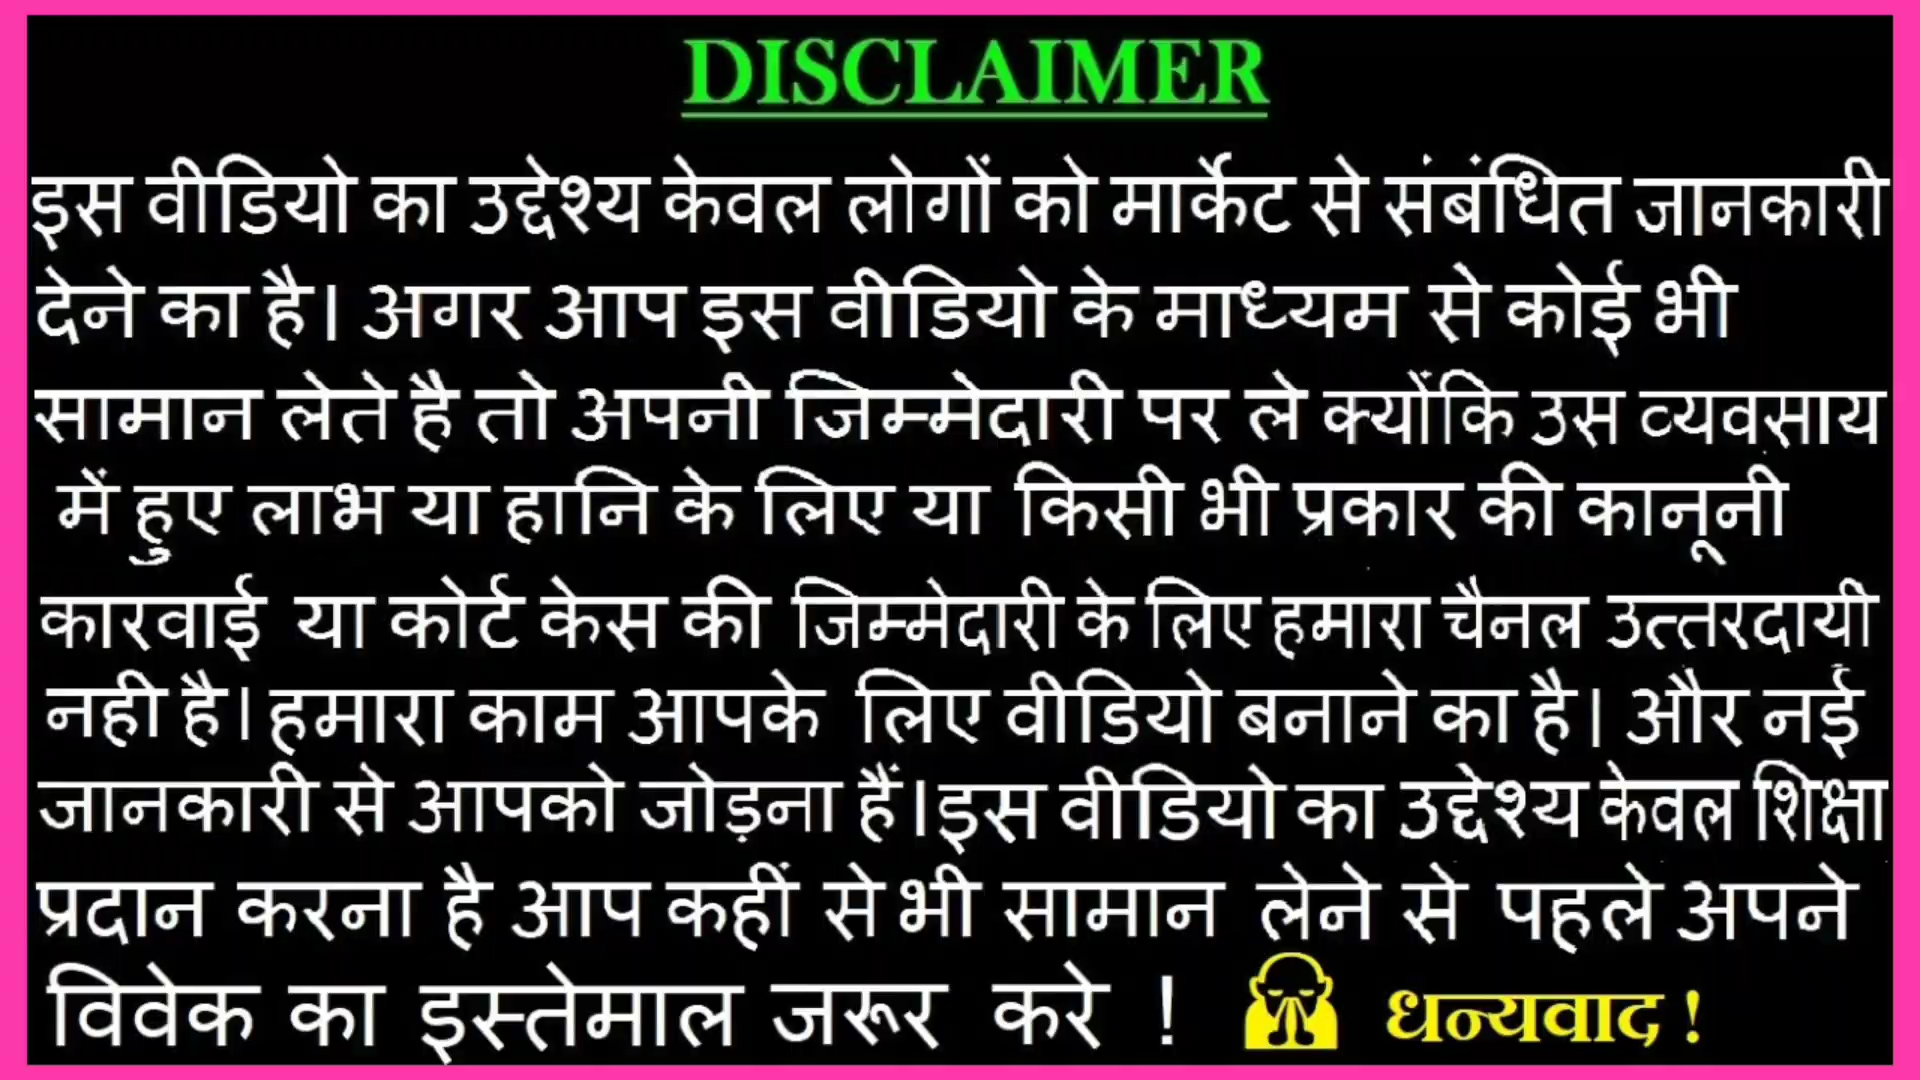 DISCLAIMER
इस वीडियो का उद्देश्य केवल लोगों को मार्केट से संबंधित जानकारी
देने का है। अगर आप इस वीडियो के माध्यम से कोई भी
सामान लेते है तो अपनी जिम्मेदारी पर ले क्योंकि उस व्यवसाय
में हुए लाभ या हानि के लिए या किसी भी प्रकार की कानूनी
कारवाई या कोर्ट केस की जिम्मेदारी के लिए हमारा चैनल उत्तरदायी
नही है। हमारा काम आपके लिए वीडियो बनाने का है। और नई
जानकारी से आपको जोड़ना हैं।इस वीडियो का उद्देश्य केवल शिक्षा
प्रदान करना है आप कहीं से भी सामान लेने से पहले अपने
विवेक का इस्तेमाल जरूर करे ! धन्यवाद !